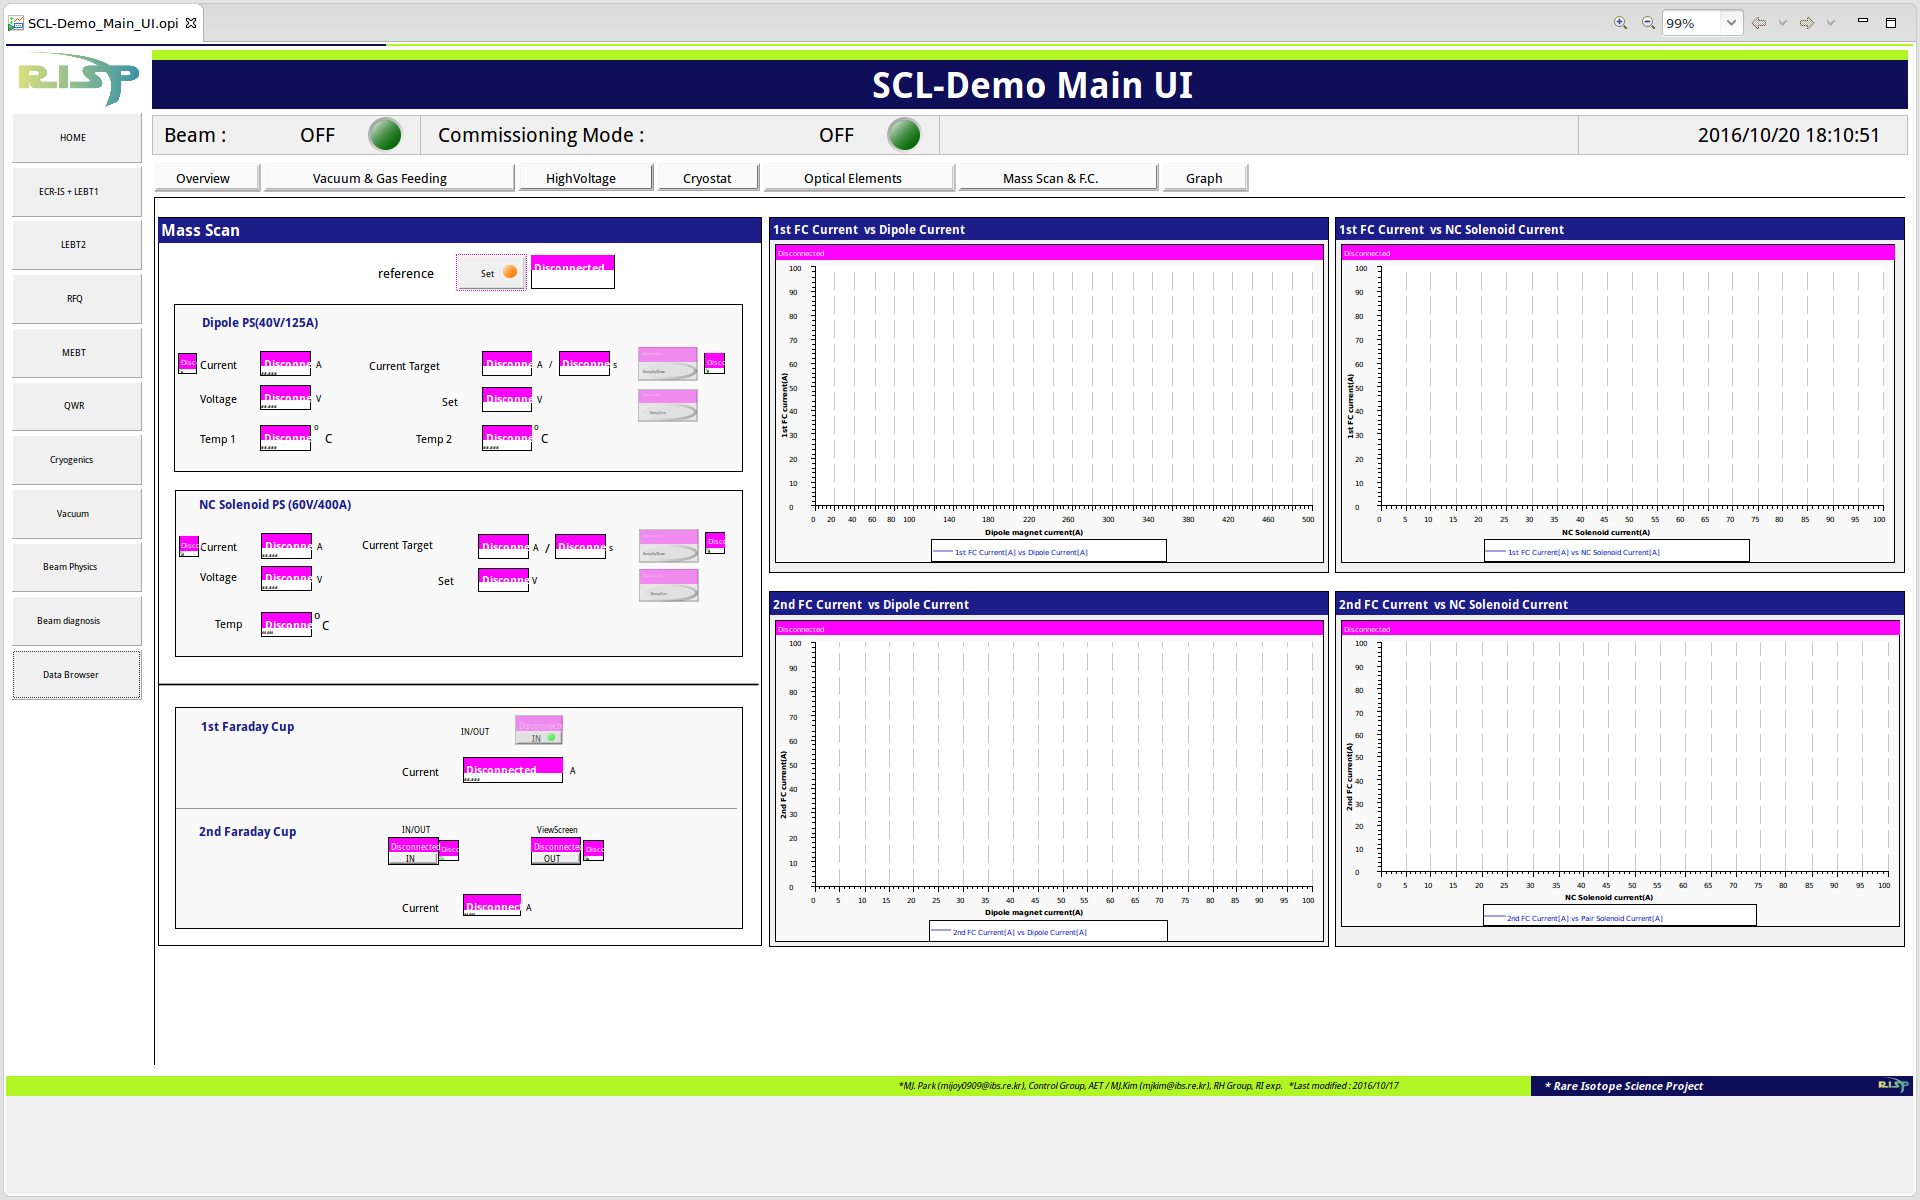 SCL-Demo_Main_UI.opi
99%
RISP
SCL-Demo Main UI
Beam : OFF Commissioning Mode : OFF 2016/10/20 18:10:51
HOME
ECR-IS + LEBT1
LEBT2
RFQ
MEBT
QWR
Cryogenics
Vacuum
Beam Physics
Beam diagnosis
Data Browser
Overview Vacuum & Gas Feeding HighVoltage Cryostat Optical Elements Mass Scan & F.C. Graph
Mass Scan
reference Set Disconnected
Dipole PS(40V/125A)
Disc Current Disconne A Current Target Disconne A / Disconne s Disc
##.###
Voltage Disconne V Set Disconne V
##.###
Temp 1 Disconne o C Temp 2 Disconne o C
##.### ##.###
NC Solenoid PS (60V/400A)
Disc Current Disconne A Current Target Disconne A / Disconne s Disc
##.###
Voltage Disconne V Set Disconne V
##.###
Temp Disconne o C
##.###
1st Faraday Cup IN/OUT Disconnected
IN
Current Disconnected A
##.###
2nd Faraday Cup IN/OUT ViewScreen
Disconnected Disc Disconnected Disc
IN OUT
Current Disconnec A
1st FC Current vs Dipole Current
Disconnected
100
90
80
70
60
50
40
30
20
10
0
1st FC current(A)
0 20 40 60 80 100 140 180 220 260 300 340 380 420 460 500
Dipole magnet current(A)
1st FC Current[A] vs Dipole Current[A]
1st FC Current vs NC Solenoid Current
Disconnected
100
90
80
70
60
50
40
30
20
10
0
1st FC current(A)
0 5 10 15 20 25 30 35 40 45 50 55 60 65 70 75 80 85 90 95 100
NC Solenoid current(A)
1st FC Current[A] vs NC Solenoid Current[A]
2nd FC Current vs Dipole Current
Disconnected
100
90
80
70
60
50
40
30
20
10
0
2nd FC current(A)
0 5 10 15 20 25 30 35 40 45 50 55 60 65 70 75 80 85 90 95 100
Dipole magnet current(A)
2nd FC Current[A] vs Dipole Current[A]
2nd FC Current vs NC Solenoid Current
Disconnected
100
90
80
70
60
50
40
30
20
10
0
2nd FC current(A)
0 5 10 15 20 25 30 35 40 45 50 55 60 65 70 75 80 85 90 95 100
NC Solenoid current(A)
2nd FC Current[A] vs Pair Solenoid Current[A]
*MJ. Park (mijoy0909@ibs.re.kr), Control Group, AET / MJ.Kim (mjkim@ibs.re.kr), RH Group, RI exp. *Last modified : 2016/10/17
* Rare Isotope Science Project RISP